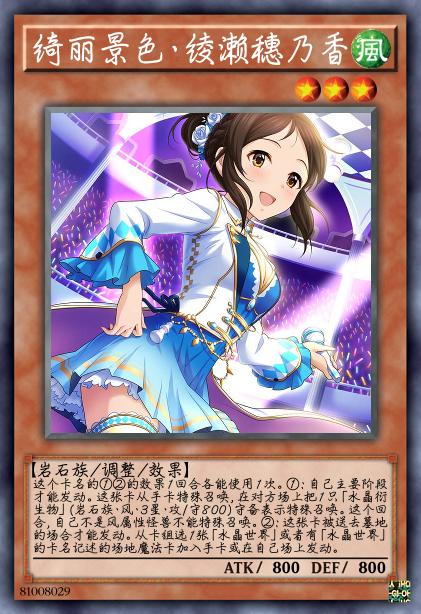 绮丽景色·绫濑穗乃香
風
【岩石族/调整/效果】
这个卡名的①②的效果1回合各能使用1次。①：自己主要阶段
才能发动。这张卡从手卡特殊召唤，在对方场上把1只「水晶衍
生物」(岩石族·风·3星·攻/守800)守备表示特殊召唤。这个回
合，自己不是风属性怪兽不能特殊召唤。②：这张卡被送去墓地
的场合才能发动。从卡组选1张「水晶世界」或者有「水晶世界」
的卡名记述的场地魔法卡加入手卡或在自己场上发动。
ATK/ 800 DEF/ 800
81008029